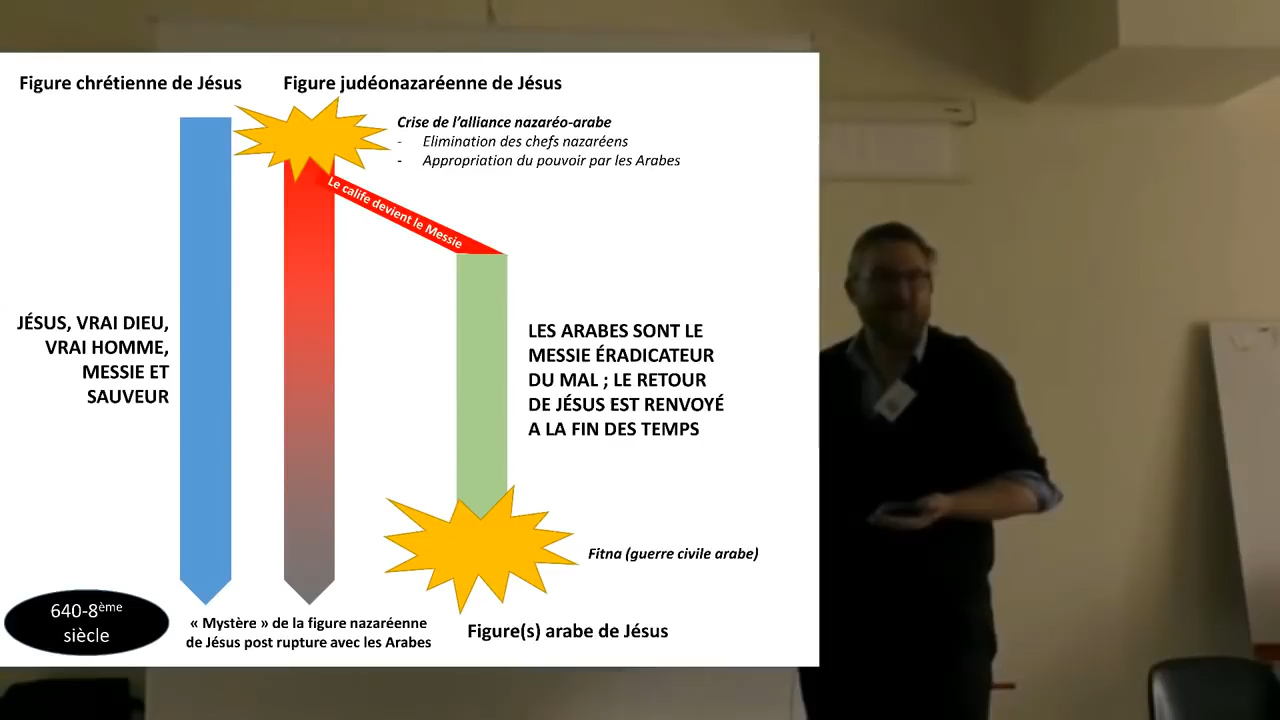 Figure chrétienne de Jésus
Figure judéonazaréenne de Jésus
Crise de l'alliance nazaréo-arabe
- Elimination des chefs nazaréens
- Appropriation du pouvoir par les Arabes
Le calife devient le Messie
JÉSUS, VRAI DIEU,
VRAI HOMME,
MESSIE ET
SAUVEUR
LES ARABES SONT LE
MESSIE ÉRADICATEUR
DU MAL ; LE RETOUR
DE JÉSUS EST RENVOYÉ
A LA FIN DES TEMPS
Fitna (guerre civile arabe)
640-8ème
siècle
« Mystère » de la figure nazaréenne
de Jésus post rupture avec les Arabes
Figure(s) arabe de Jésus